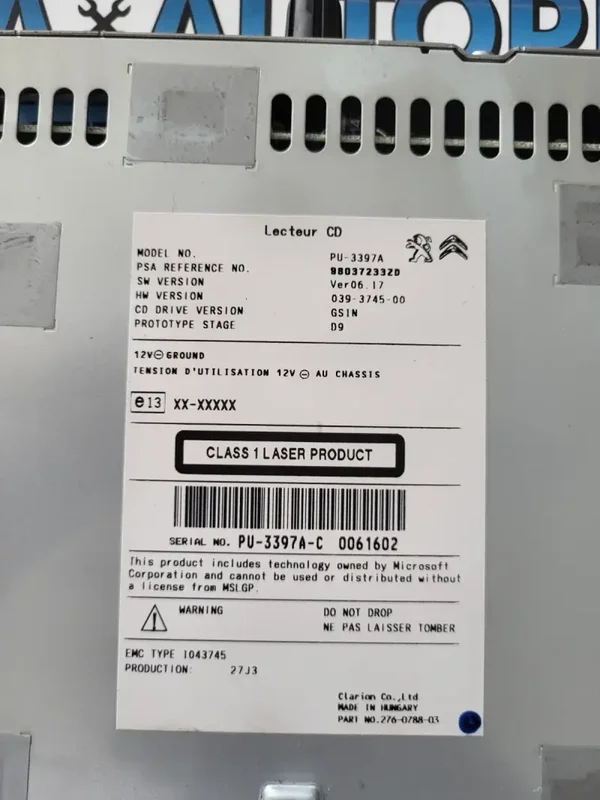 Lecteur CD
MODEL NO. PU-3397A
PSA REFERENCE NO. 980372332D
SW VERSION Ver06.17
HW VERSION 039-3745-00
CD DRIVE VERSION GSIN
PROTOTYPE STAGE D9
12V⊖GROUND
TENSION D'UTILISATION 12V ⊖ AU CHASSIS
e13 XX-XXXXX
CLASS 1 LASER PRODUCT
SERIAL NO. PU-3397A-C 0061602
This product includes technology owned by Microsoft
Corporation and cannot be used or distributed without
a license from MSLGP.
WARNING DO NOT DROP
NE PAS LAISSER TOMBER
EMC TYPE 1043745
PRODUCTION: 27J3
Clarion Co.,Ltd
MADE IN HUNGARY
PART NO.276-0788-03